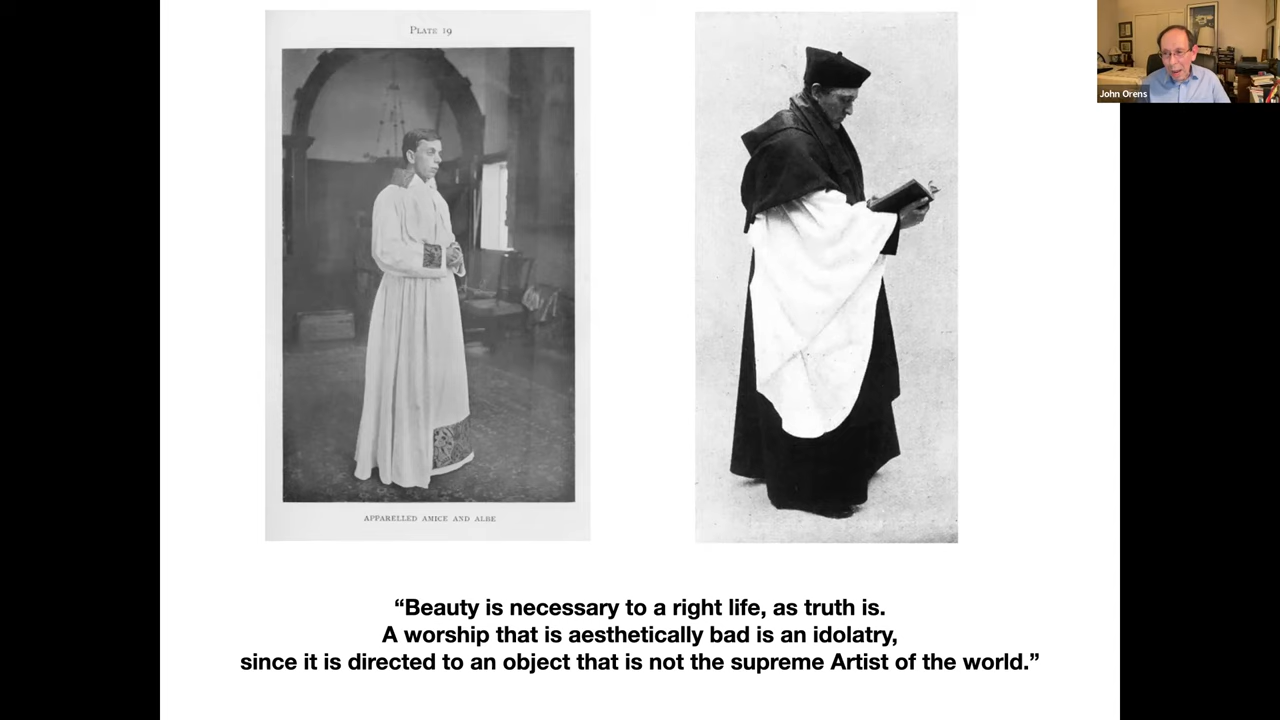 PLATE 19
APPARELLED AMICE AND ALBE
John Orens
“Beauty is necessary to a right life, as truth is.
A worship that is aesthetically bad is an idolatry,
since it is directed to an object that is not the supreme Artist of the world.”